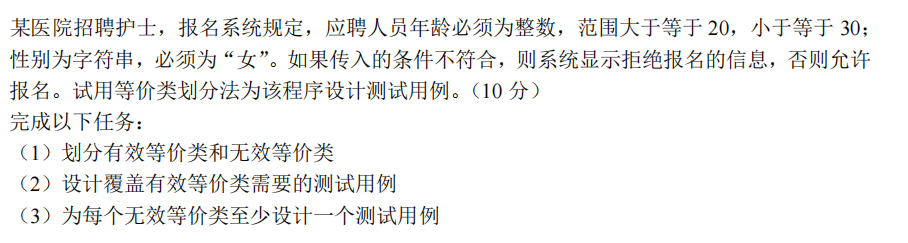 某医院招聘护士，报名系统规定，应聘人员年龄必须为整数，范围大于等于 20，小于等于 30；
性别为字符串，必须为“女”。如果传入的条件不符合，则系统显示拒绝报名的信息，否则允许
报名。试用等价类划分法为该程序设计测试用例。（10 分）
完成以下任务：
（1）划分有效等价类和无效等价类
（2）设计覆盖有效等价类需要的测试用例
（3）为每个无效等价类至少设计一个测试用例